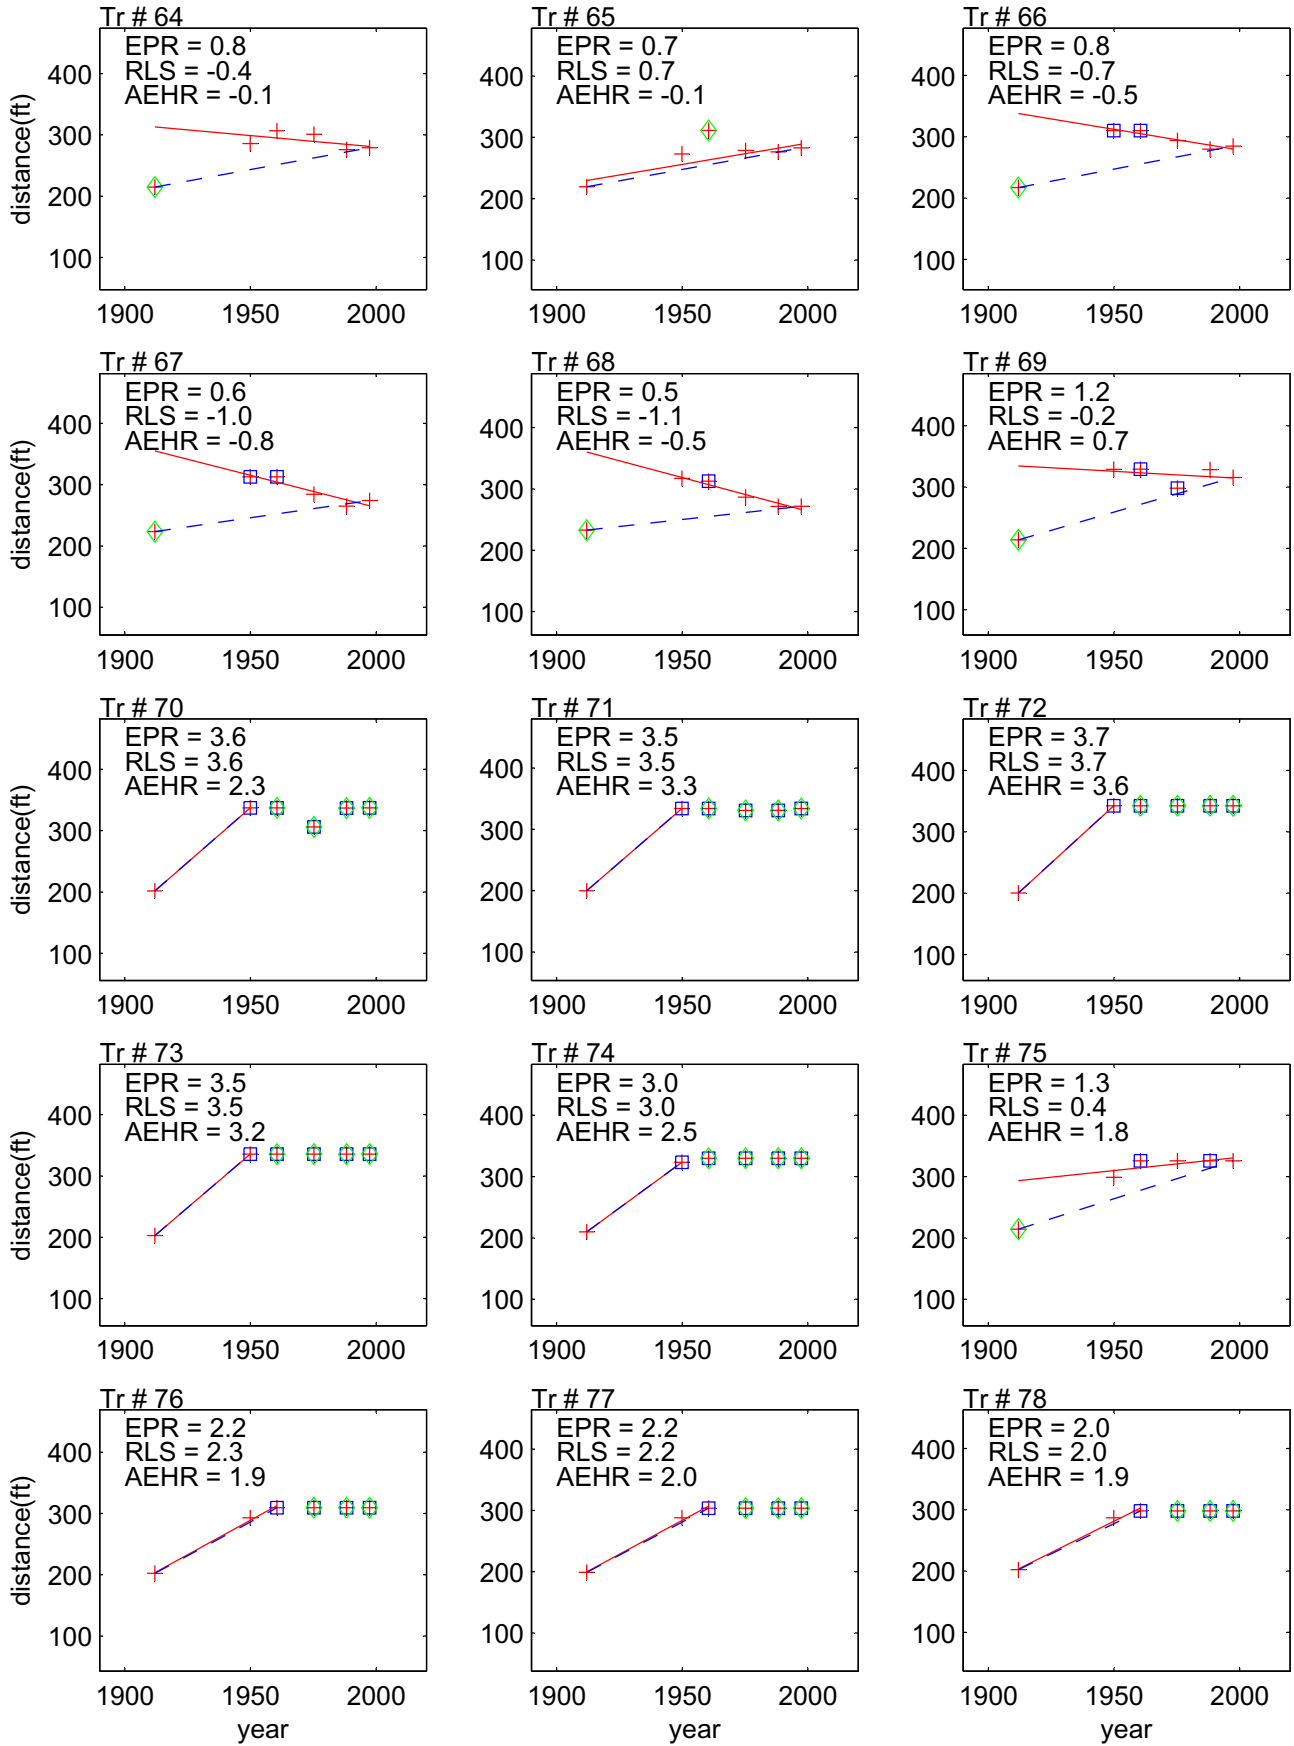 Tr # 64
EPR = 0.8
RLS = -0.4
AEHR = -0.1
400
300
200
100
distance(ft)
1900 1950 2000
Tr # 65
EPR = 0.7
RLS = 0.7
AEHR = -0.1
400
300
200
100
1900 1950 2000
Tr # 66
EPR = 0.8
RLS = -0.7
AEHR = -0.5
400
300
200
100
1900 1950 2000
Tr # 67
EPR = 0.6
RLS = -1.0
AEHR = -0.8
400
300
200
100
distance(ft)
1900 1950 2000
Tr # 68
EPR = 0.5
RLS = -1.1
AEHR = -0.5
400
300
200
100
1900 1950 2000
Tr # 69
EPR = 1.2
RLS = -0.2
AEHR = 0.7
400
300
200
100
1900 1950 2000
Tr # 70
EPR = 3.6
RLS = 3.6
AEHR = 2.3
400
300
200
100
distance(ft)
1900 1950 2000
Tr # 71
EPR = 3.5
RLS = 3.5
AEHR = 3.3
400
300
200
100
1900 1950 2000
Tr # 72
EPR = 3.7
RLS = 3.7
AEHR = 3.6
400
300
200
100
1900 1950 2000
Tr # 73
EPR = 3.5
RLS = 3.5
AEHR = 3.2
400
300
200
100
distance(ft)
1900 1950 2000
Tr # 74
EPR = 3.0
RLS = 3.0
AEHR = 2.5
400
300
200
100
1900 1950 2000
Tr # 75
EPR = 1.3
RLS = 0.4
AEHR = 1.8
400
300
200
100
1900 1950 2000
Tr # 76
EPR = 2.2
RLS = 2.3
AEHR = 1.9
400
300
200
100
distance(ft)
1900 1950 2000
year
Tr # 77
EPR = 2.2
RLS = 2.2
AEHR = 2.0
400
300
200
100
1900 1950 2000
year
Tr # 78
EPR = 2.0
RLS = 2.0
AEHR = 1.9
400
300
200
100
1900 1950 2000
year